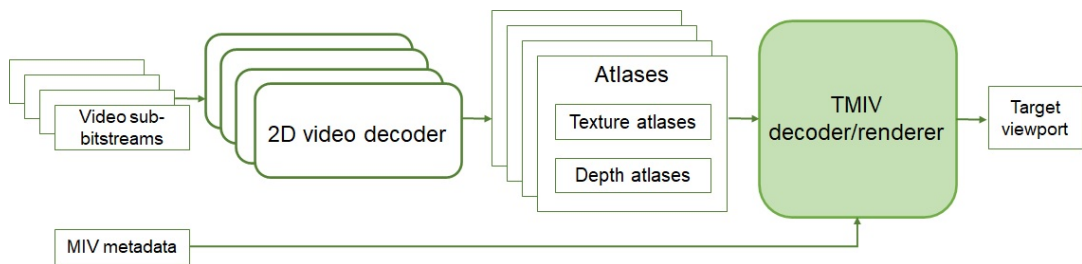 Video sub-
bitstreams
2D video decoder
Atlases
Texture atlases
Depth atlases
TMIV
decoder/renderer
Target
viewport
MIV metadata